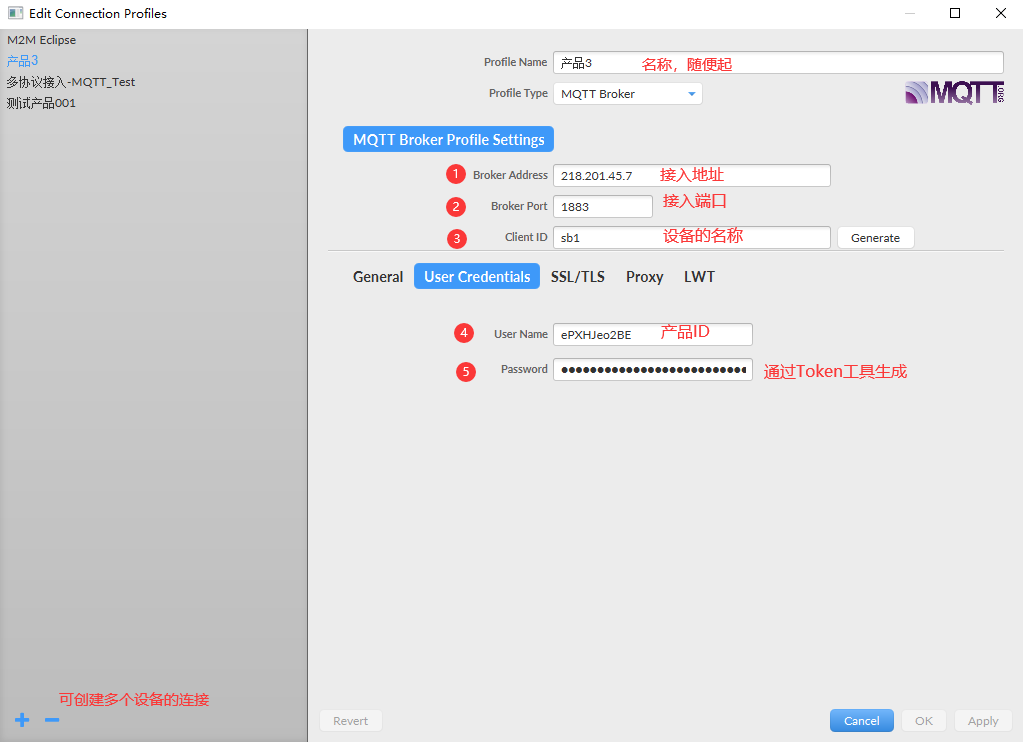 Edit Connection Profiles
M2M Eclipse
产品3
多协议接入-MQTT_Test
测试产品001
Profile Name 产品3 名称，随便起
Profile Type MQTT Broker
MQTT.ORG
MQTT Broker Profile Settings
1 Broker Address 218.201.45.7 接入地址
2 Broker Port 1883 接入端口
3 Client ID sb1 设备的名称 Generate
General User Credentials SSL/TLS Proxy LWT
4 User Name ePXHJeo2BE 产品ID
5 Password ●●●●●●●●●●●●●●●●●●●●●●●●●● 通过Token工具生成
可创建多个设备的连接
Revert Cancel OK Apply